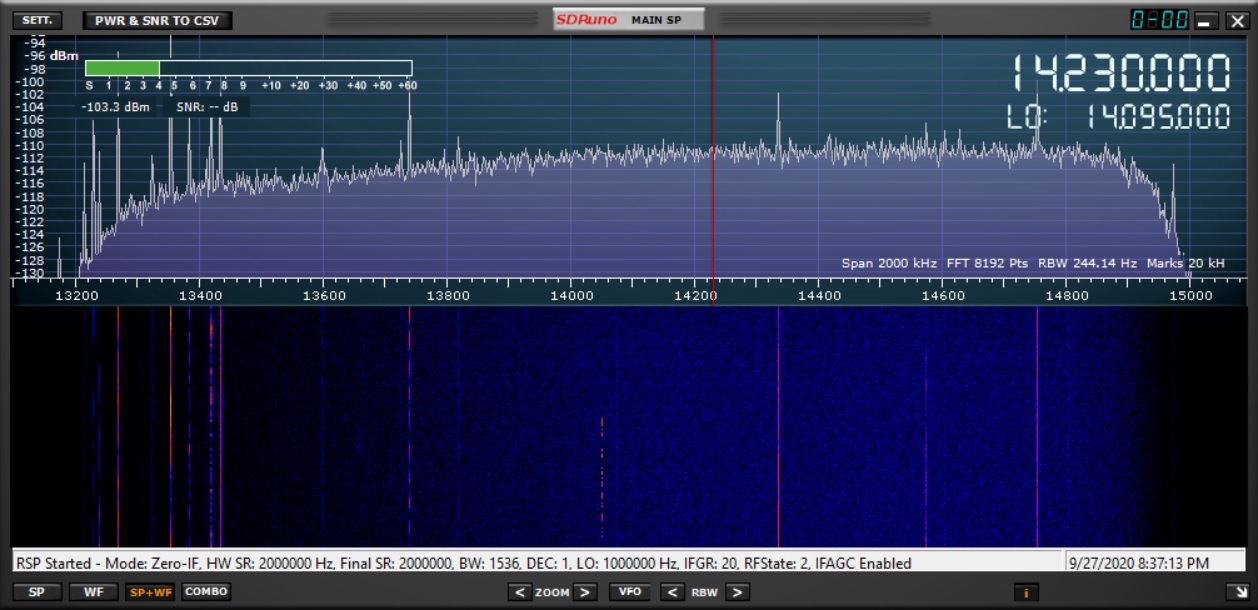 SETT. PWR & SNR TO CSV SDRuno MAIN SP 0-00
-94
-96 dBm
-98
-100 S 1 2 3 4 5 6 7 8 9 +10 +20 +30 +40 +50 +60
14.230.000
-102
-104 -103.3 dBm SNR: -- dB
-106
LO: 14.095.000
-108
-110
-112
-114
-116
-118
-120
-122
-124
-126
-128 Span 2000 kHz FFT 8192 Pts RBW 244.14 Hz Marks 20 kH
-130
13200 13400 13600 13800 14000 14200 14400 14600 14800 15000
RSP Started - Mode: Zero-IF, HW SR: 2000000 Hz, Final SR: 2000000, BW: 1536, DEC: 1, LO: 1000000 Hz, IFGR: 20, RFState: 2, IFAGC Enabled 9/27/2020 8:37:13 PM
SP WF SP+WF COMBO < ZOOM > VFO < RBW > i